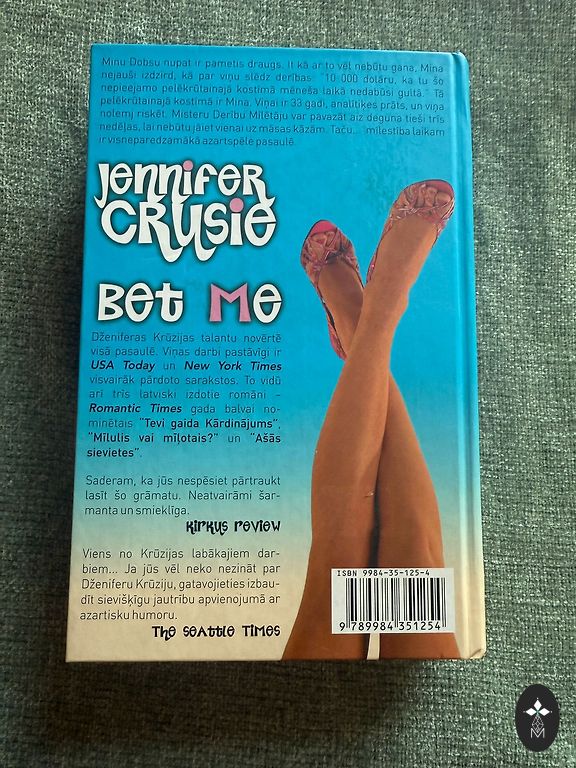 Minu Dobsu nupat ir pametis draugs. It kā ar to vēl nebūtu gana, Mina
nejauši izdzird, kā par viņu slēdz derības: "10 000 dolāru, ka tu šo
nepieejamo pelēkrūtainajā kostīmā mēneša laikā nedabūsi gultā." Tā
pelēkrūtainajā kostīmā ir Mina. Viņai ir 33 gadi, analītiķes prāts, un viņa
nolemj riskēt. Misteru Derību Mīlētāju var pavazāt aiz deguna tieši trīs
nedēļas, lai nebūtu jāiet vienai uz māsas kāzām. Taču... mīlestība laikam
ir visneparedzamākā azartspēle pasaulē.
Jennifer
Crusie
Bet Me
Dženiferas Krūzijas talantu novērtē
visā pasaulē. Viņas darbi pastāvīgi ir
USA Today un New York Times
visvairāk pārdoto sarakstos. To vidū
arī trīs latviski izdotie romāni -
Romantic Times gada balvai no-
minētais "Tevi gaida Kārdinājums",
"Mīlulis vai mīļotais?" un "Ašās
sievietes".
Saderam, ka jūs nespēsiet pārtraukt
lasīt šo grāmatu. Neatvairāmi šar-
manta un smieklīga.
Kirkus Review
Viens no Krūzijas labākajiem dar-
biem... Ja jūs vēl neko nezināt par
Dženiferu Krūziju, gatavojieties izbau-
dīt sievišķīgu jautrību apvienojumā ar
azartisku humoru.
The Seattle Times
ISBN 9984-35-125-4
9 789984 351254
M